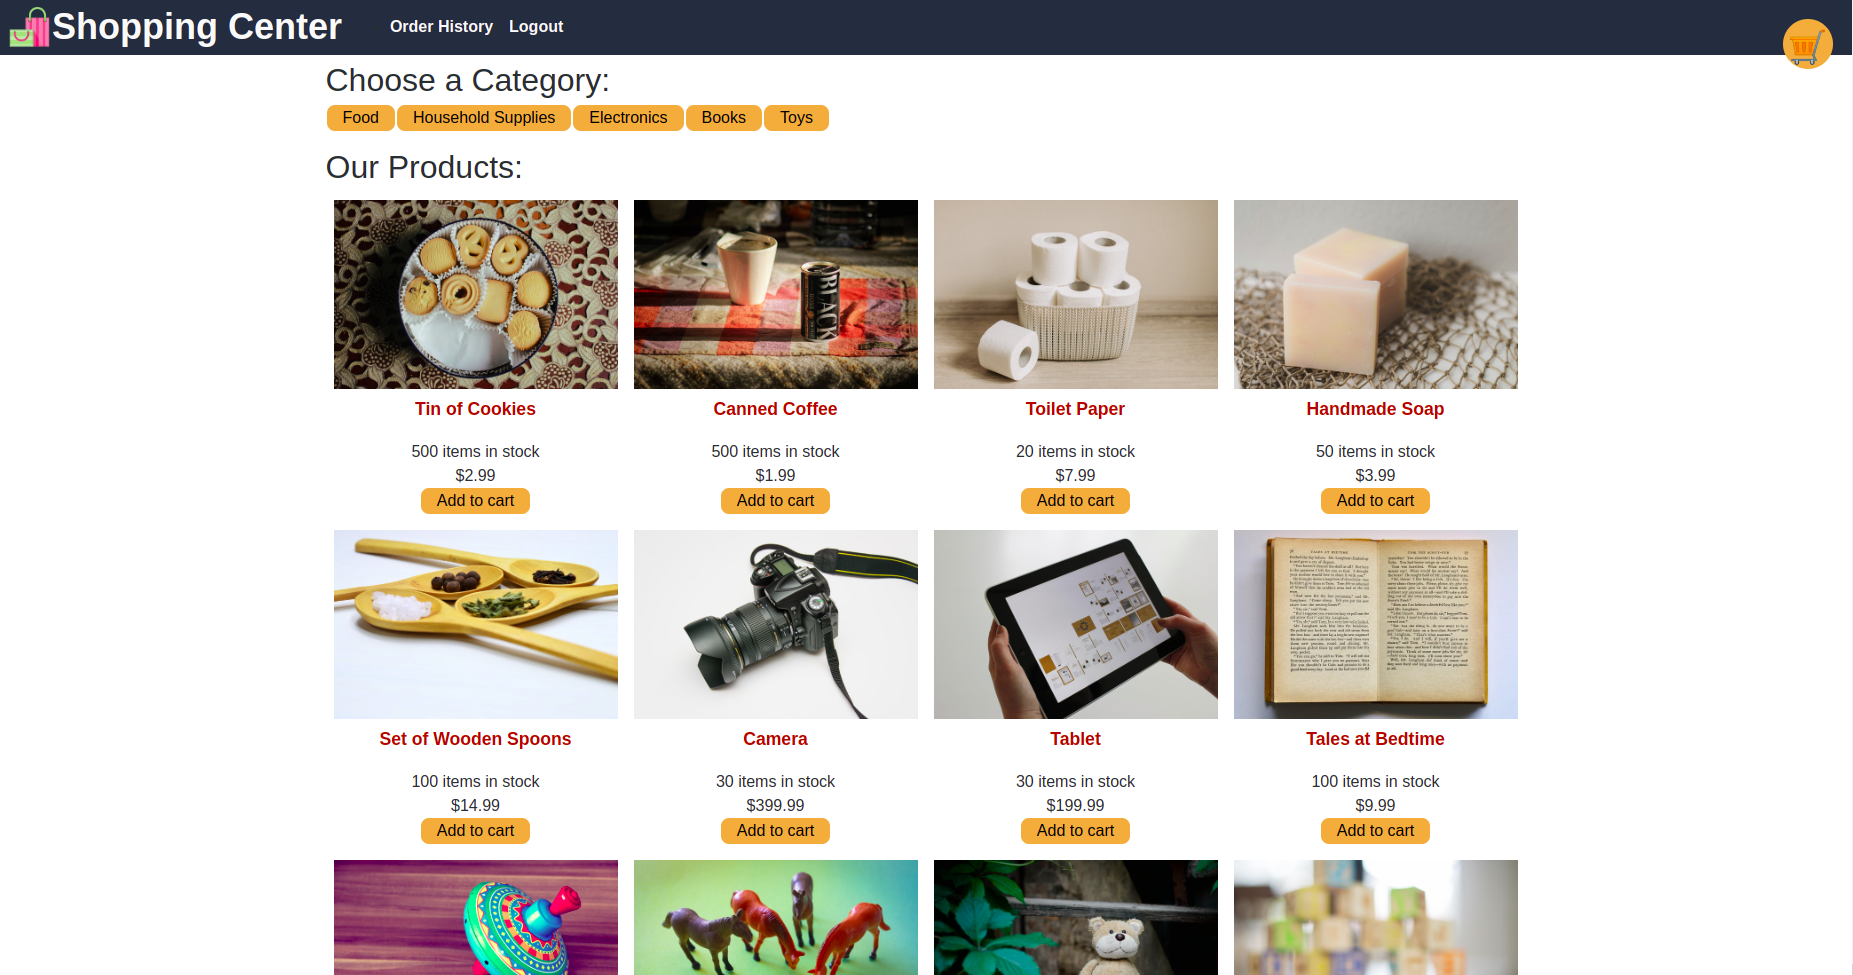 Shopping Center
Order History Logout
Choose a Category:
Food Household Supplies Electronics Books Toys
Our Products:
BLACK
Tin of Cookies Canned Coffee Toilet Paper Handmade Soap
500 items in stock 500 items in stock 20 items in stock 50 items in stock
$2.99 $1.99 $7.99 $3.99
Add to cart Add to cart Add to cart Add to cart
TALES AT BEDTIME
Set of Wooden Spoons Camera Tablet Tales at Bedtime
100 items in stock 30 items in stock 30 items in stock 100 items in stock
$14.99 $399.99 $199.99 $9.99
Add to cart Add to cart Add to cart Add to cart